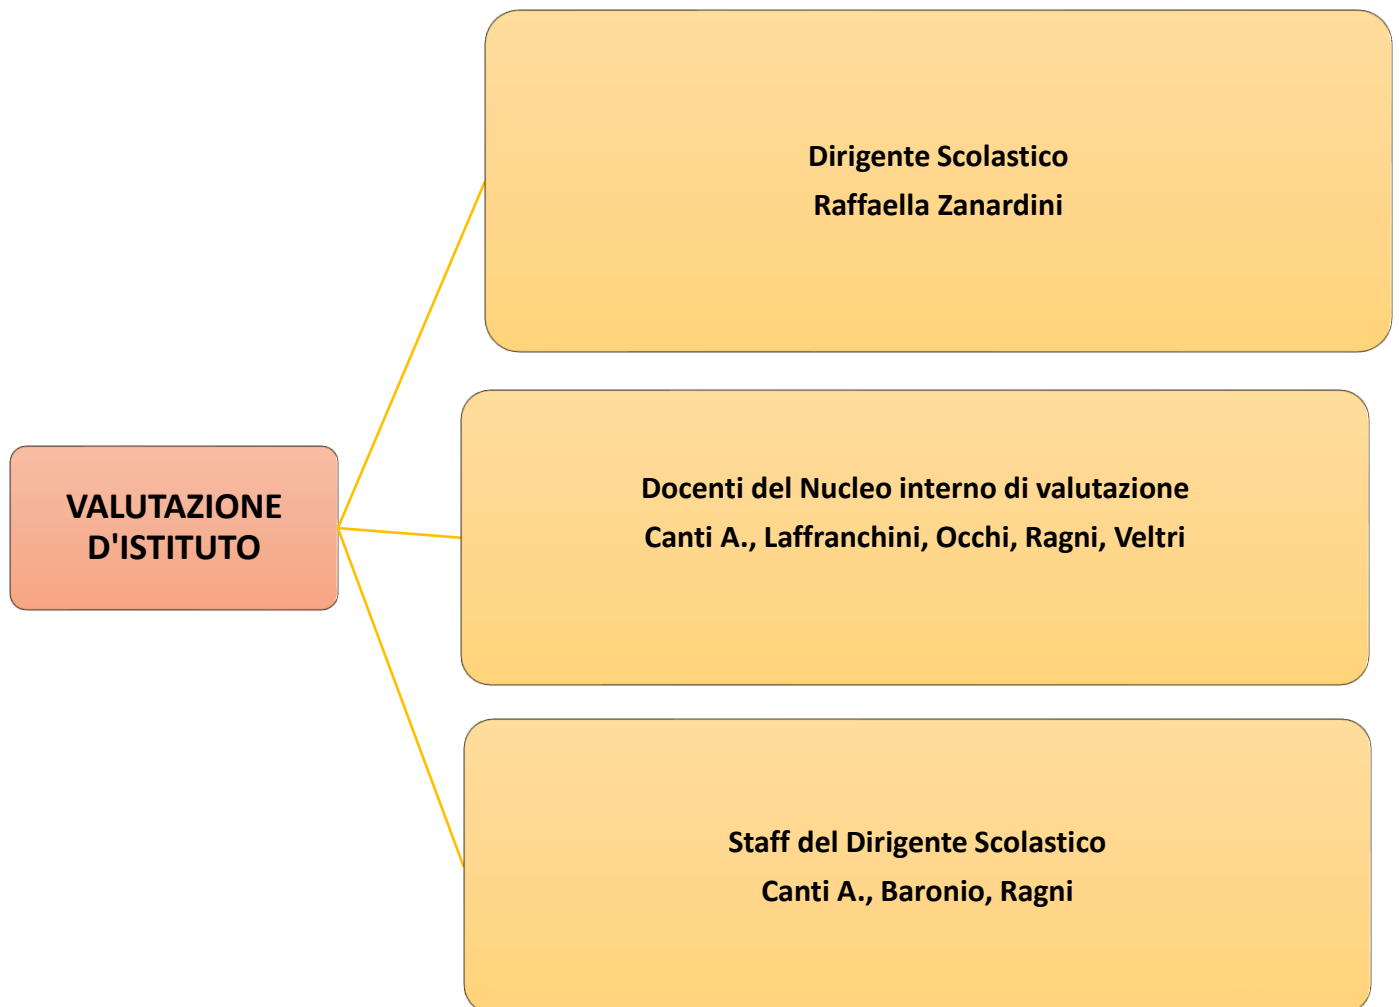 Dirigente Scolastico
Raffaella Zanardini
VALUTAZIONE
D'ISTITUTO
Docenti del Nucleo interno di valutazione
Canti A., Laffranchini, Occhi, Ragni, Veltri
Staff del Dirigente Scolastico
Canti A., Baronio, Ragni